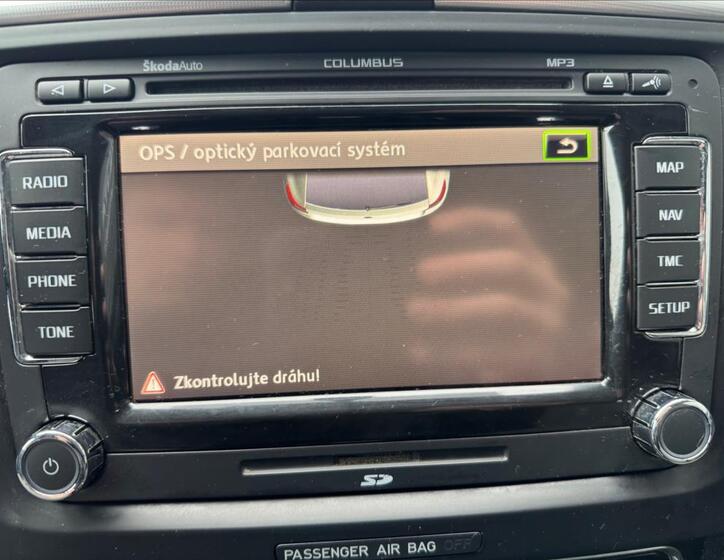 ŠkodaAuto COLUMBUS MP3
OPS / optický parkovací systém
RADIO
MEDIA
PHONE
TONE
MAP
NAV
TMC
SETUP
Zkontrolujte dráhu!
SD
PASSENGER AIR BAG OFF